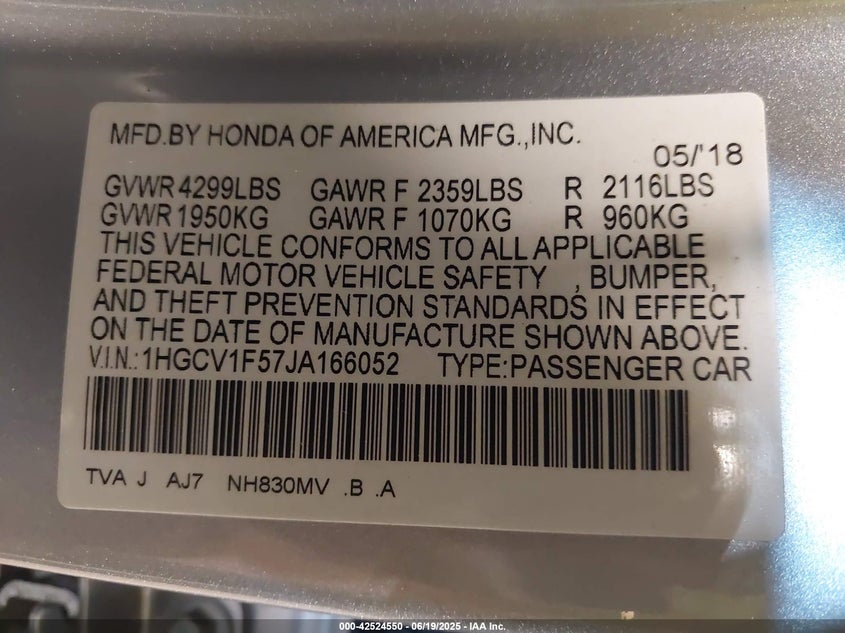 MFD.BY HONDA OF AMERICA MFG.,INC.
05/'18
GVWR 4299LBS GAWR F 2359LBS R 2116LBS
GVWR 1950KG GAWR F 1070KG R 960KG
THIS VEHICLE CONFORMS TO ALL APPLICABLE
FEDERAL MOTOR VEHICLE SAFETY , BUMPER,
AND THEFT PREVENTION STANDARDS IN EFFECT
ON THE DATE OF MANUFACTURE SHOWN ABOVE.
V.I.N.:1HGCV1F57JA166052 TYPE:PASSENGER CAR
TVA J AJ7 NH830MV .B .A
000-42524550 - 06/19/2025 - IAA Inc.